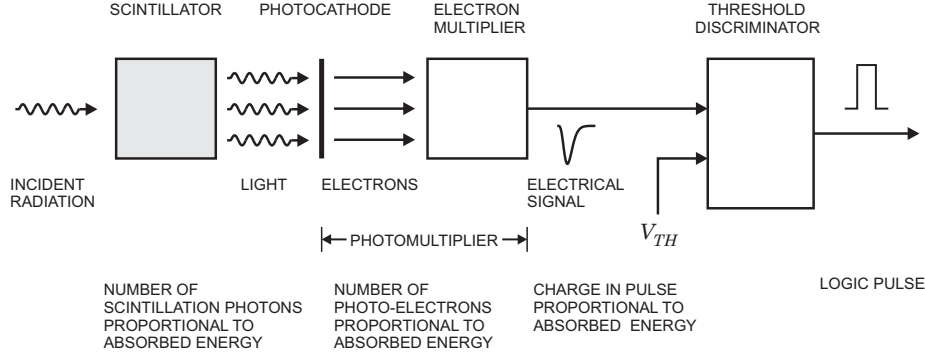 SCINTILLATOR
PHOTOCATHODE
ELECTRON
MULTIPLIER
THRESHOLD
DISCRIMINATOR
INCIDENT
RADIATION
LIGHT
ELECTRONS
ELECTRICAL
SIGNAL
V_{TH}
PHOTOMULTIPLIER
LOGIC PULSE
NUMBER OF
SCINTILLATION PHOTONS
PROPORTIONAL TO
ABSORBED ENERGY
NUMBER OF
PHOTO-ELECTRONS
PROPORTIONAL TO
ABSORBED ENERGY
CHARGE IN PULSE
PROPORTIONAL TO
ABSORBED ENERGY